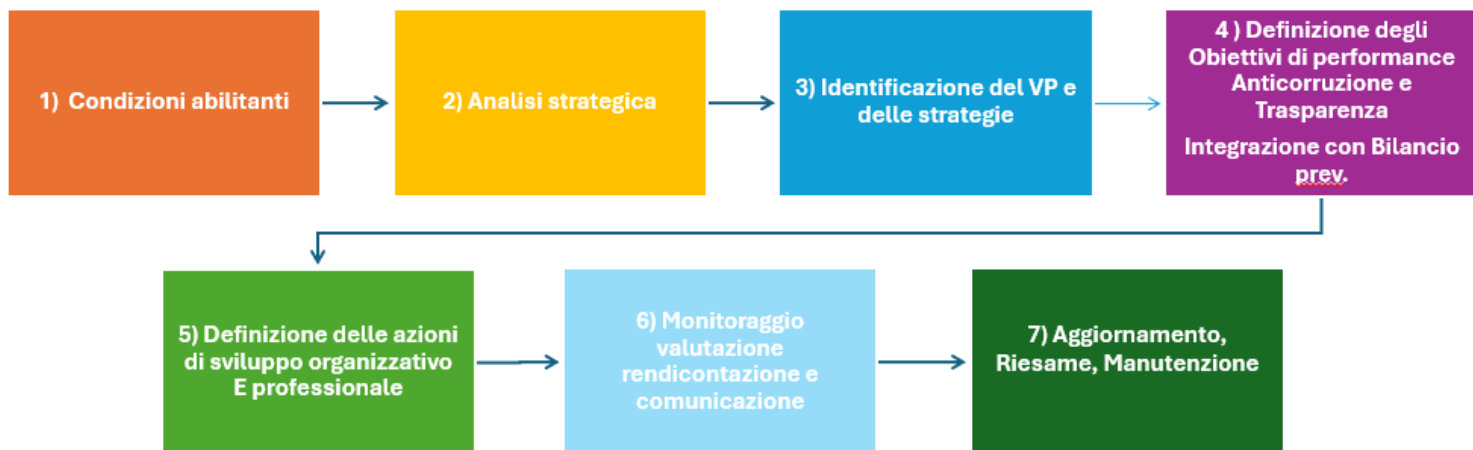 1) Condizioni abilitanti
2) Analisi strategica
3) Identificazione del VP e
delle strategie
4 ) Definizione degli
Obiettivi di performance
Anticorruzione e
Trasparenza
Integrazione con Bilancio
prev.
5) Definizione delle azioni
di sviluppo organizzativo
E professionale
6) Monitoraggio
valutazione
rendicontazione e
comunicazione
7) Aggiornamento,
Riesame, Manutenzione